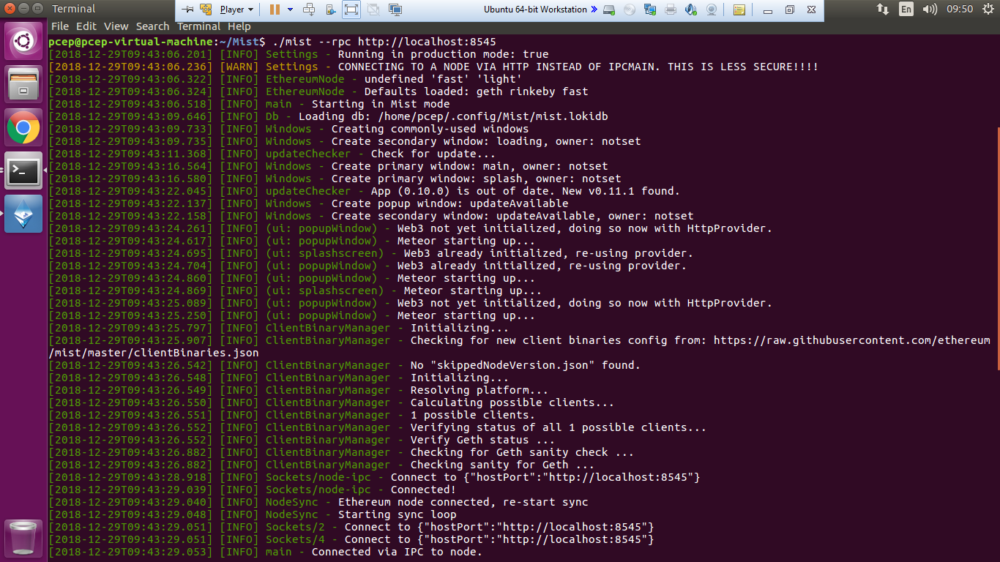 Terminal
Player
Ubuntu 64-bit Workstation
En
09:50
File Edit View Search Terminal Help
pcep@pcep-virtual-machine:~/Mist$ ./mist --rpc http://localhost:8545
[2018-12-29T09:43:06.201] [INFO] Settings - Running in production mode: true
[2018-12-29T09:43:06.236] [WARN] Settings - CONNECTING TO A NODE VIA HTTP INSTEAD OF IPCMAIN. THIS IS LESS SECURE!!!!
[2018-12-29T09:43:06.322] [INFO] EthereumNode - undefined 'fast' 'light'
[2018-12-29T09:43:06.324] [INFO] EthereumNode - Defaults loaded: geth rinkeby fast
[2018-12-29T09:43:06.518] [INFO] main - Starting in Mist mode
[2018-12-29T09:43:09.646] [INFO] Db - Loading db: /home/pcep/.config/Mist/mist.lokidb
[2018-12-29T09:43:09.733] [INFO] Windows - Creating commonly-used windows
[2018-12-29T09:43:09.735] [INFO] Windows - Create secondary window: loading, owner: notset
[2018-12-29T09:43:11.368] [INFO] updateChecker - Check for update...
[2018-12-29T09:43:16.564] [INFO] Windows - Create primary window: main, owner: notset
[2018-12-29T09:43:16.580] [INFO] Windows - Create primary window: splash, owner: notset
[2018-12-29T09:43:22.045] [INFO] updateChecker - App (0.10.0) is out of date. New v0.11.1 found.
[2018-12-29T09:43:22.137] [INFO] Windows - Create popup window: updateAvailable
[2018-12-29T09:43:22.158] [INFO] Windows - Create secondary window: updateAvailable, owner: notset
[2018-12-29T09:43:24.261] [INFO] (ui: popupWindow) - Web3 not yet initialized, doing so now with HttpProvider.
[2018-12-29T09:43:24.617] [INFO] (ui: popupWindow) - Meteor starting up...
[2018-12-29T09:43:24.695] [INFO] (ui: splashscreen) - Web3 already initialized, re-using provider.
[2018-12-29T09:43:24.704] [INFO] (ui: popupWindow) - Web3 already initialized, re-using provider.
[2018-12-29T09:43:24.860] [INFO] (ui: popupWindow) - Meteor starting up...
[2018-12-29T09:43:24.869] [INFO] (ui: splashscreen) - Meteor starting up...
[2018-12-29T09:43:25.089] [INFO] (ui: popupWindow) - Web3 not yet initialized, doing so now with HttpProvider.
[2018-12-29T09:43:25.250] [INFO] (ui: popupWindow) - Meteor starting up...
[2018-12-29T09:43:25.797] [INFO] ClientBinaryManager - Initializing...
[2018-12-29T09:43:25.907] [INFO] ClientBinaryManager - Checking for new client binaries config from: https://raw.githubusercontent.com/ethereum
/mist/master/clientBinaries.json
[2018-12-29T09:43:26.542] [INFO] ClientBinaryManager - No "skippedNodeVersion.json" found.
[2018-12-29T09:43:26.548] [INFO] ClientBinaryManager - Initializing...
[2018-12-29T09:43:26.549] [INFO] ClientBinaryManager - Resolving platform...
[2018-12-29T09:43:26.550] [INFO] ClientBinaryManager - Calculating possible clients...
[2018-12-29T09:43:26.551] [INFO] ClientBinaryManager - 1 possible clients.
[2018-12-29T09:43:26.552] [INFO] ClientBinaryManager - Verifying status of all 1 possible clients...
[2018-12-29T09:43:26.552] [INFO] ClientBinaryManager - Verify Geth status ...
[2018-12-29T09:43:26.882] [INFO] ClientBinaryManager - Checking for Geth sanity check ...
[2018-12-29T09:43:26.882] [INFO] ClientBinaryManager - Checking sanity for Geth ...
[2018-12-29T09:43:28.918] [INFO] Sockets/node-ipc - Connect to {"hostPort":"http://localhost:8545"}
[2018-12-29T09:43:29.039] [INFO] Sockets/node-ipc - Connected!
[2018-12-29T09:43:29.040] [INFO] NodeSync - Ethereum node connected, re-start sync
[2018-12-29T09:43:29.048] [INFO] NodeSync - Starting sync loop
[2018-12-29T09:43:29.051] [INFO] Sockets/2 - Connect to {"hostPort":"http://localhost:8545"}
[2018-12-29T09:43:29.051] [INFO] Sockets/4 - Connect to {"hostPort":"http://localhost:8545"}
[2018-12-29T09:43:29.053] [INFO] main - Connected via IPC to node.